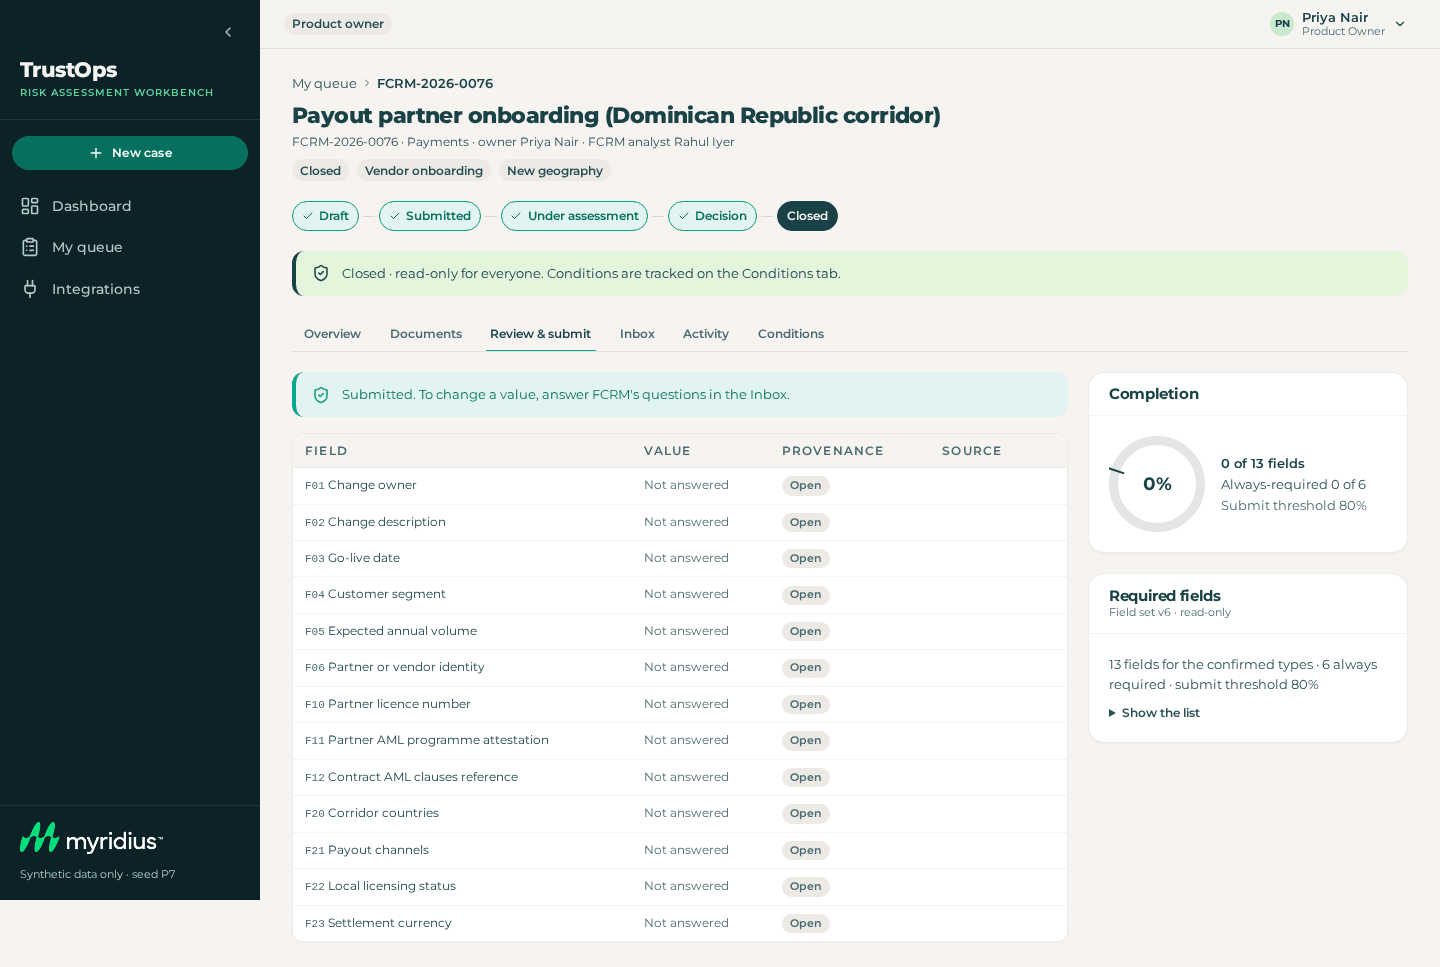 TrustOps
RISK ASSESSMENT WORKBENCH
New case
Dashboard
My queue
Integrations
myridius™
Synthetic data only · seed P7
Product owner
PN
Priya Nair
Product Owner
My queue > FCRM-2026-0076
Payout partner onboarding (Dominican Republic corridor)
FCRM-2026-0076 · Payments · owner Priya Nair · FCRM analyst Rahul Iyer
Closed Vendor onboarding New geography
Draft Submitted Under assessment Decision Closed
Closed · read-only for everyone. Conditions are tracked on the Conditions tab.
Overview Documents Review & submit Inbox Activity Conditions
Submitted. To change a value, answer FCRM's questions in the Inbox.
FIELD VALUE PROVENANCE SOURCE
F01 Change owner Not answered Open
F02 Change description Not answered Open
F03 Go-live date Not answered Open
F04 Customer segment Not answered Open
F05 Expected annual volume Not answered Open
F06 Partner or vendor identity Not answered Open
F10 Partner licence number Not answered Open
F11 Partner AML programme attestation Not answered Open
F12 Contract AML clauses reference Not answered Open
F20 Corridor countries Not answered Open
F21 Payout channels Not answered Open
F22 Local licensing status Not answered Open
F23 Settlement currency Not answered Open
Completion
0%
0 of 13 fields
Always-required 0 of 6
Submit threshold 80%
Required fields
Field set v6 · read-only
13 fields for the confirmed types · 6 always
required · submit threshold 80%
Show the list